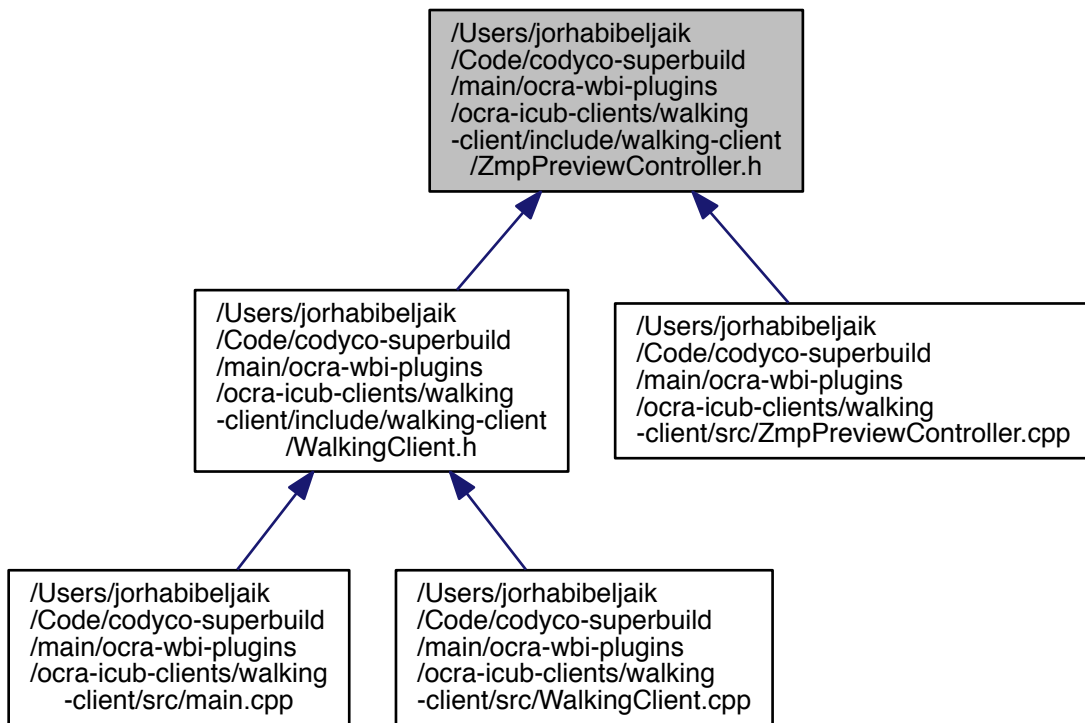 /Users/jorhabibeljaik
/Code/codyco-superbuild
/main/ocra-wbi-plugins
/ocra-icub-clients/walking
-client/include/walking-client
/ZmpPreviewController.h
/Users/jorhabibeljaik
/Code/codyco-superbuild
/main/ocra-wbi-plugins
/ocra-icub-clients/walking
-client/include/walking-client
/WalkingClient.h
/Users/jorhabibeljaik
/Code/codyco-superbuild
/main/ocra-wbi-plugins
/ocra-icub-clients/walking
-client/src/ZmpPreviewController.cpp
/Users/jorhabibeljaik
/Code/codyco-superbuild
/main/ocra-wbi-plugins
/ocra-icub-clients/walking
-client/src/main.cpp
/Users/jorhabibeljaik
/Code/codyco-superbuild
/main/ocra-wbi-plugins
/ocra-icub-clients/walking
-client/src/WalkingClient.cpp